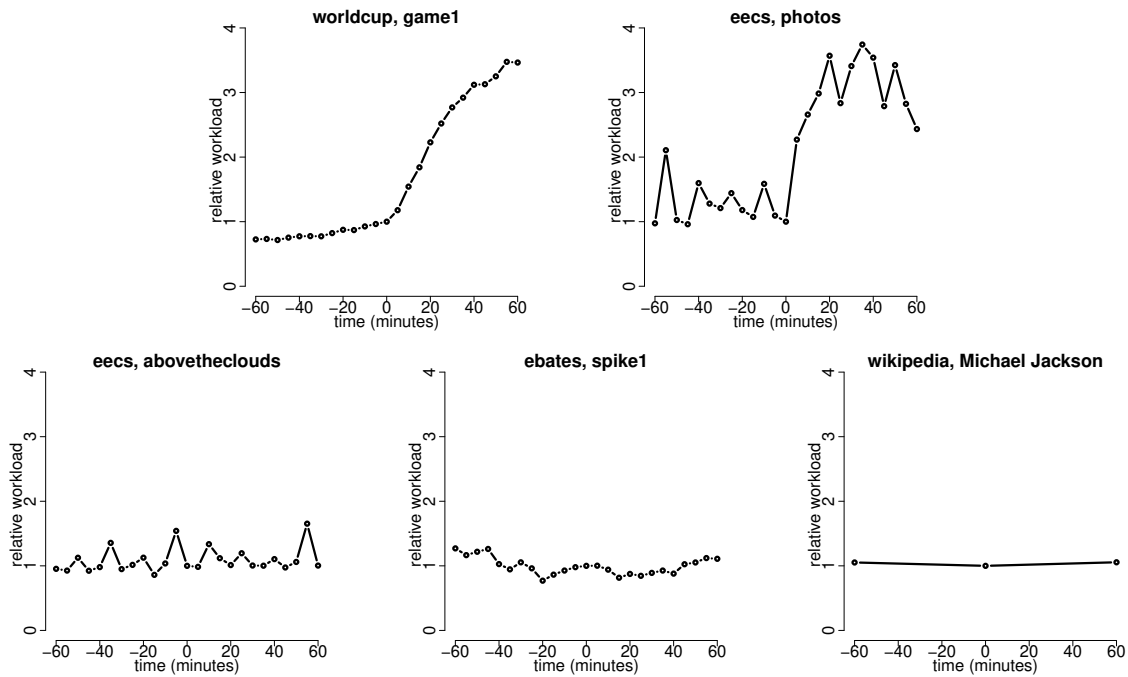 worldcup, game1
relative workload
0 1 2 3 4
−60 −40 −20 0 20 40 60
time (minutes)
eecs, photos
relative workload
0 1 2 3 4
−60 −40 −20 0 20 40 60
time (minutes)
eecs, abovetheclouds
relative workload
0 1 2 3 4
−60 −40 −20 0 20 40 60
time (minutes)
ebates, spike1
relative workload
0 1 2 3 4
−60 −40 −20 0 20 40 60
time (minutes)
wikipedia, Michael Jackson
relative workload
0 1 2 3 4
−60 −40 −20 0 20 40 60
time (minutes)